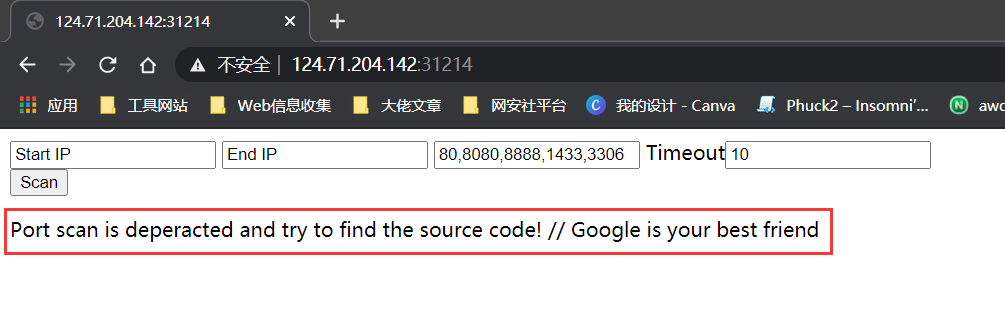 124.71.204.142:31214
不安全 | 124.71.204.142:31214
应用 工具网站 Web信息收集 大佬文章 网安社平台 我的设计 - Canva Phuck2 – Insomni'... awc
Start IP End IP 80,8080,8888,1433,3306 Timeout 10
Scan
Port scan is deperacted and try to find the source code! // Google is your best friend